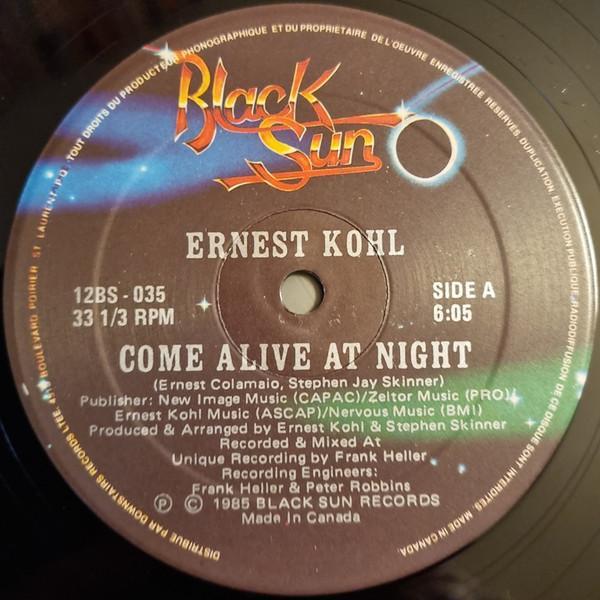 TOUT DROITS DU PRODUCTEUR PHONOGRAPHIQUE ET DU PROPRIETAIRE DE L'OEUVRE ENREGISTREE RESERVES. DUPLICATION, EXECUTION PUBLIQUE, RADIODIFFUSION DE CE DISQUE SONT INTERDITES. MADE IN CANADA
Black
Sun
ERNEST KOHL
12BS - 035
33 1/3 RPM
SIDE A
6:05
COME ALIVE AT NIGHT
(Ernest Colamaio, Stephen Jay Skinner)
Publisher: New Image Music (CAPAC)/Zeltor Music (PRO)/
Ernest Kohl Music (ASCAP)/Nervous Music (BMI)
Produced & Arranged by Ernest Kohl & Stephen Skinner
Recorded & Mixed At
Unique Recording by Frank Heller
Recording Engineers:
Frank Heller & Peter Robbins
℗ © 1985 BLACK SUN RECORDS
Made In Canada
DISTRIBUE PAR DOWNSTAIRS RECORDS LTEE, BOULEVARD POIRIER ST LAURENT, P.Q.